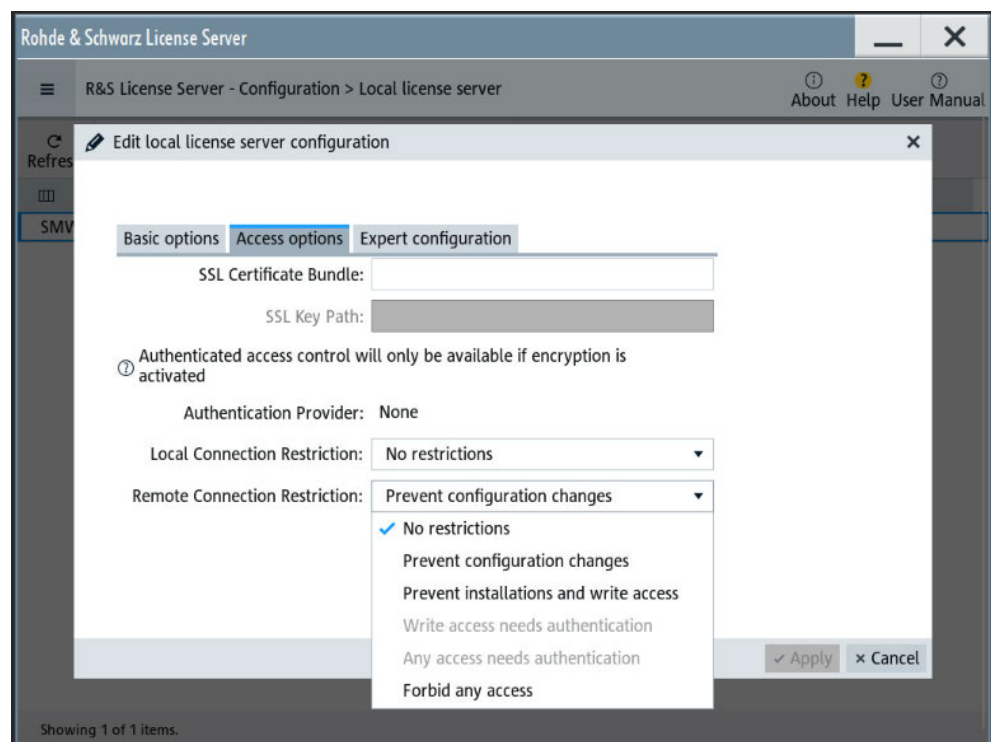 Rohde & Schwarz License Server
R&S License Server - Configuration > Local license server
About Help User Manual
Refres
Edit local license server configuration
SMW
Basic options Access options Expert configuration
SSL Certificate Bundle:
SSL Key Path:
Authenticated access control will only be available if encryption is
activated
Authentication Provider: None
Local Connection Restriction: No restrictions
Remote Connection Restriction: Prevent configuration changes
No restrictions
Prevent configuration changes
Prevent installations and write access
Write access needs authentication
Any access needs authentication
Forbid any access
Apply Cancel
Showing 1 of 1 items.